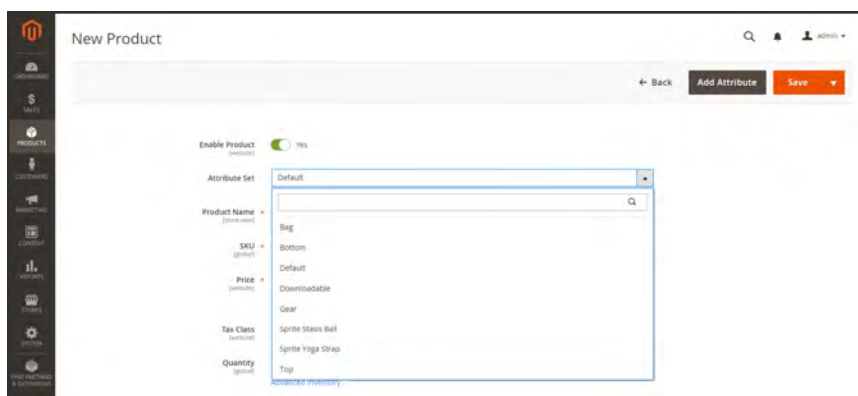 New Product
admin
DASHBOARD
SALES
PRODUCTS
CUSTOMERS
MARKETING
CONTENT
REPORTS
STORES
SYSTEM
FIND PARTNERS
& EXTENSIONS
← Back
Add Attribute
Save
Enable Product
[website]
Yes
Attribute Set
Default
Product Name *
[store view]
SKU *
[global]
Price *
[website]
Tax Class
[website]
Quantity
[global]
Bag
Bottom
Default
Downloadable
Gear
Sprite Stasis Ball
Sprite Yoga Strap
Top
Advanced Inventory